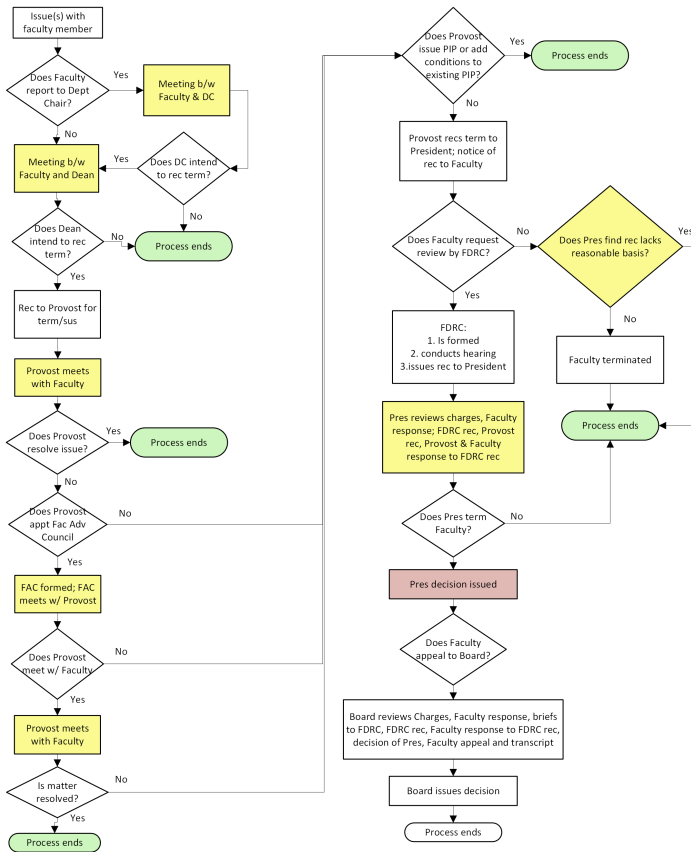 Issue(s) with
faculty member
Does Faculty
report to Dept
Chair?
Yes
Meeting b/w
Faculty & DC
No
Meeting b/w
Faculty and Dean
Yes
Does DC intend
to rec term?
No
Process ends
Does Dean
intend to rec
term?
No
Yes
Rec to Provost for
term/sus
Provost meets
with Faculty
Does Provost
resolve issue?
Yes
Process ends
No
Does Provost
appt Fac Adv
Council
No
Yes
FAC formed; FAC
meets w/ Provost
Does Provost
meet w/ Faculty
No
Yes
Provost meets
with Faculty
Is matter
resolved?
No
Yes
Process ends
Does Provost
issue PIP or add
conditions to
existing PIP?
Yes
Process ends
No
Provost recs term to
President; notice of
rec to Faculty
Does Faculty request
review by FDRC?
No
Does Pres find rec lacks
reasonable basis?
Yes
Yes
No
FDRC:
1. Is formed
2. conducts hearing
3.issues rec to President
Faculty terminated
Pres reviews charges, Faculty
response; FDRC rec, Provost
rec, Provost & Faculty
response to FDRC rec
Process ends
Does Pres term
Faculty?
No
Pres decision issued
Does Faculty
appeal to Board?
Board reviews Charges, Faculty response, briefs
to FDRC, FDRC rec, Faculty response to FDRC rec,
decision of Pres, Faculty appeal and transcript
Board issues decision
Process ends